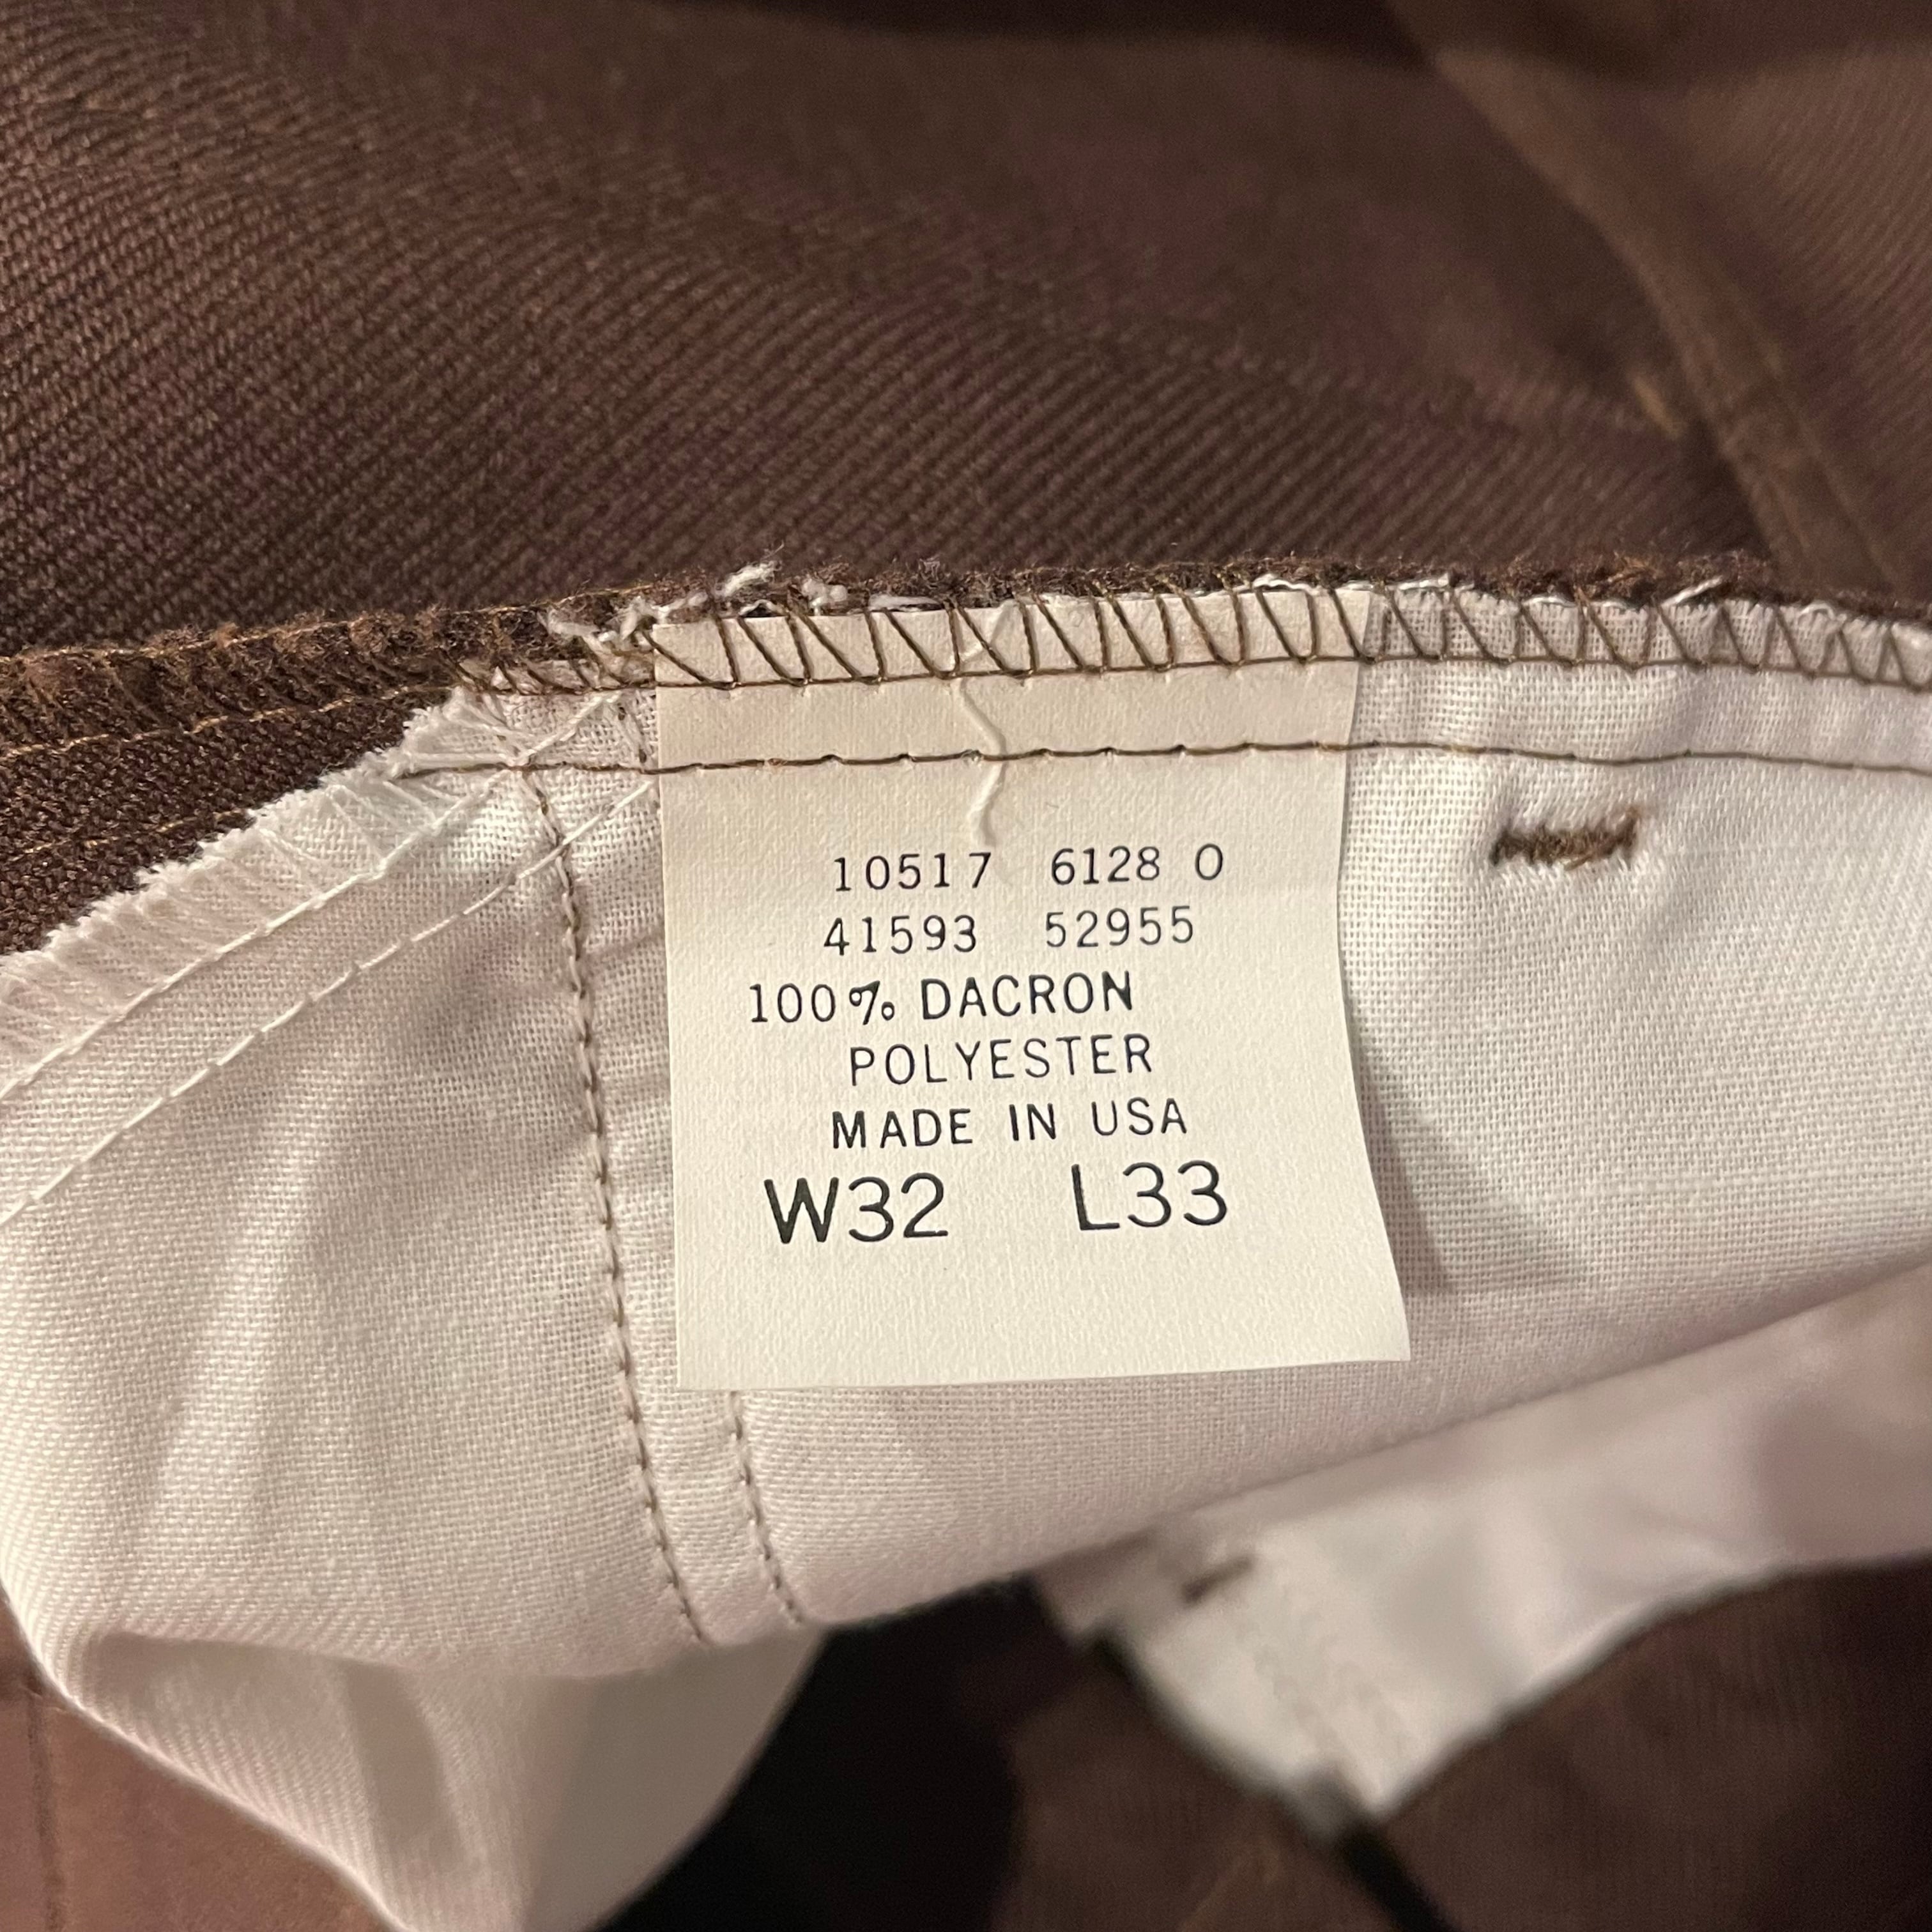 10517 6128 0
41593 52955
100% DACRON
POLYESTER
MADE IN USA
W32 L33